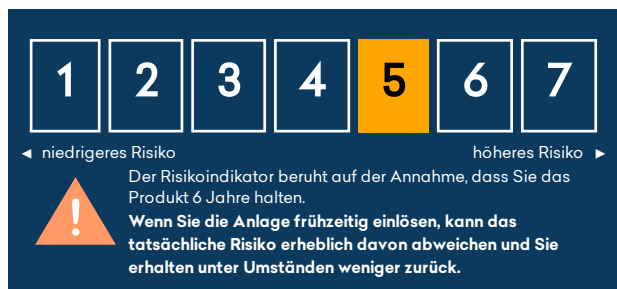 1 2 3 4 5 6 7
◄ niedrigeres Risiko höheres Risiko ►
Der Risikoindikator beruht auf der Annahme, dass Sie das
Produkt 6 Jahre halten.
Wenn Sie die Anlage frühzeitig einlösen, kann das
tatsächliche Risiko erheblich davon abweichen und Sie
erhalten unter Umständen weniger zurück.